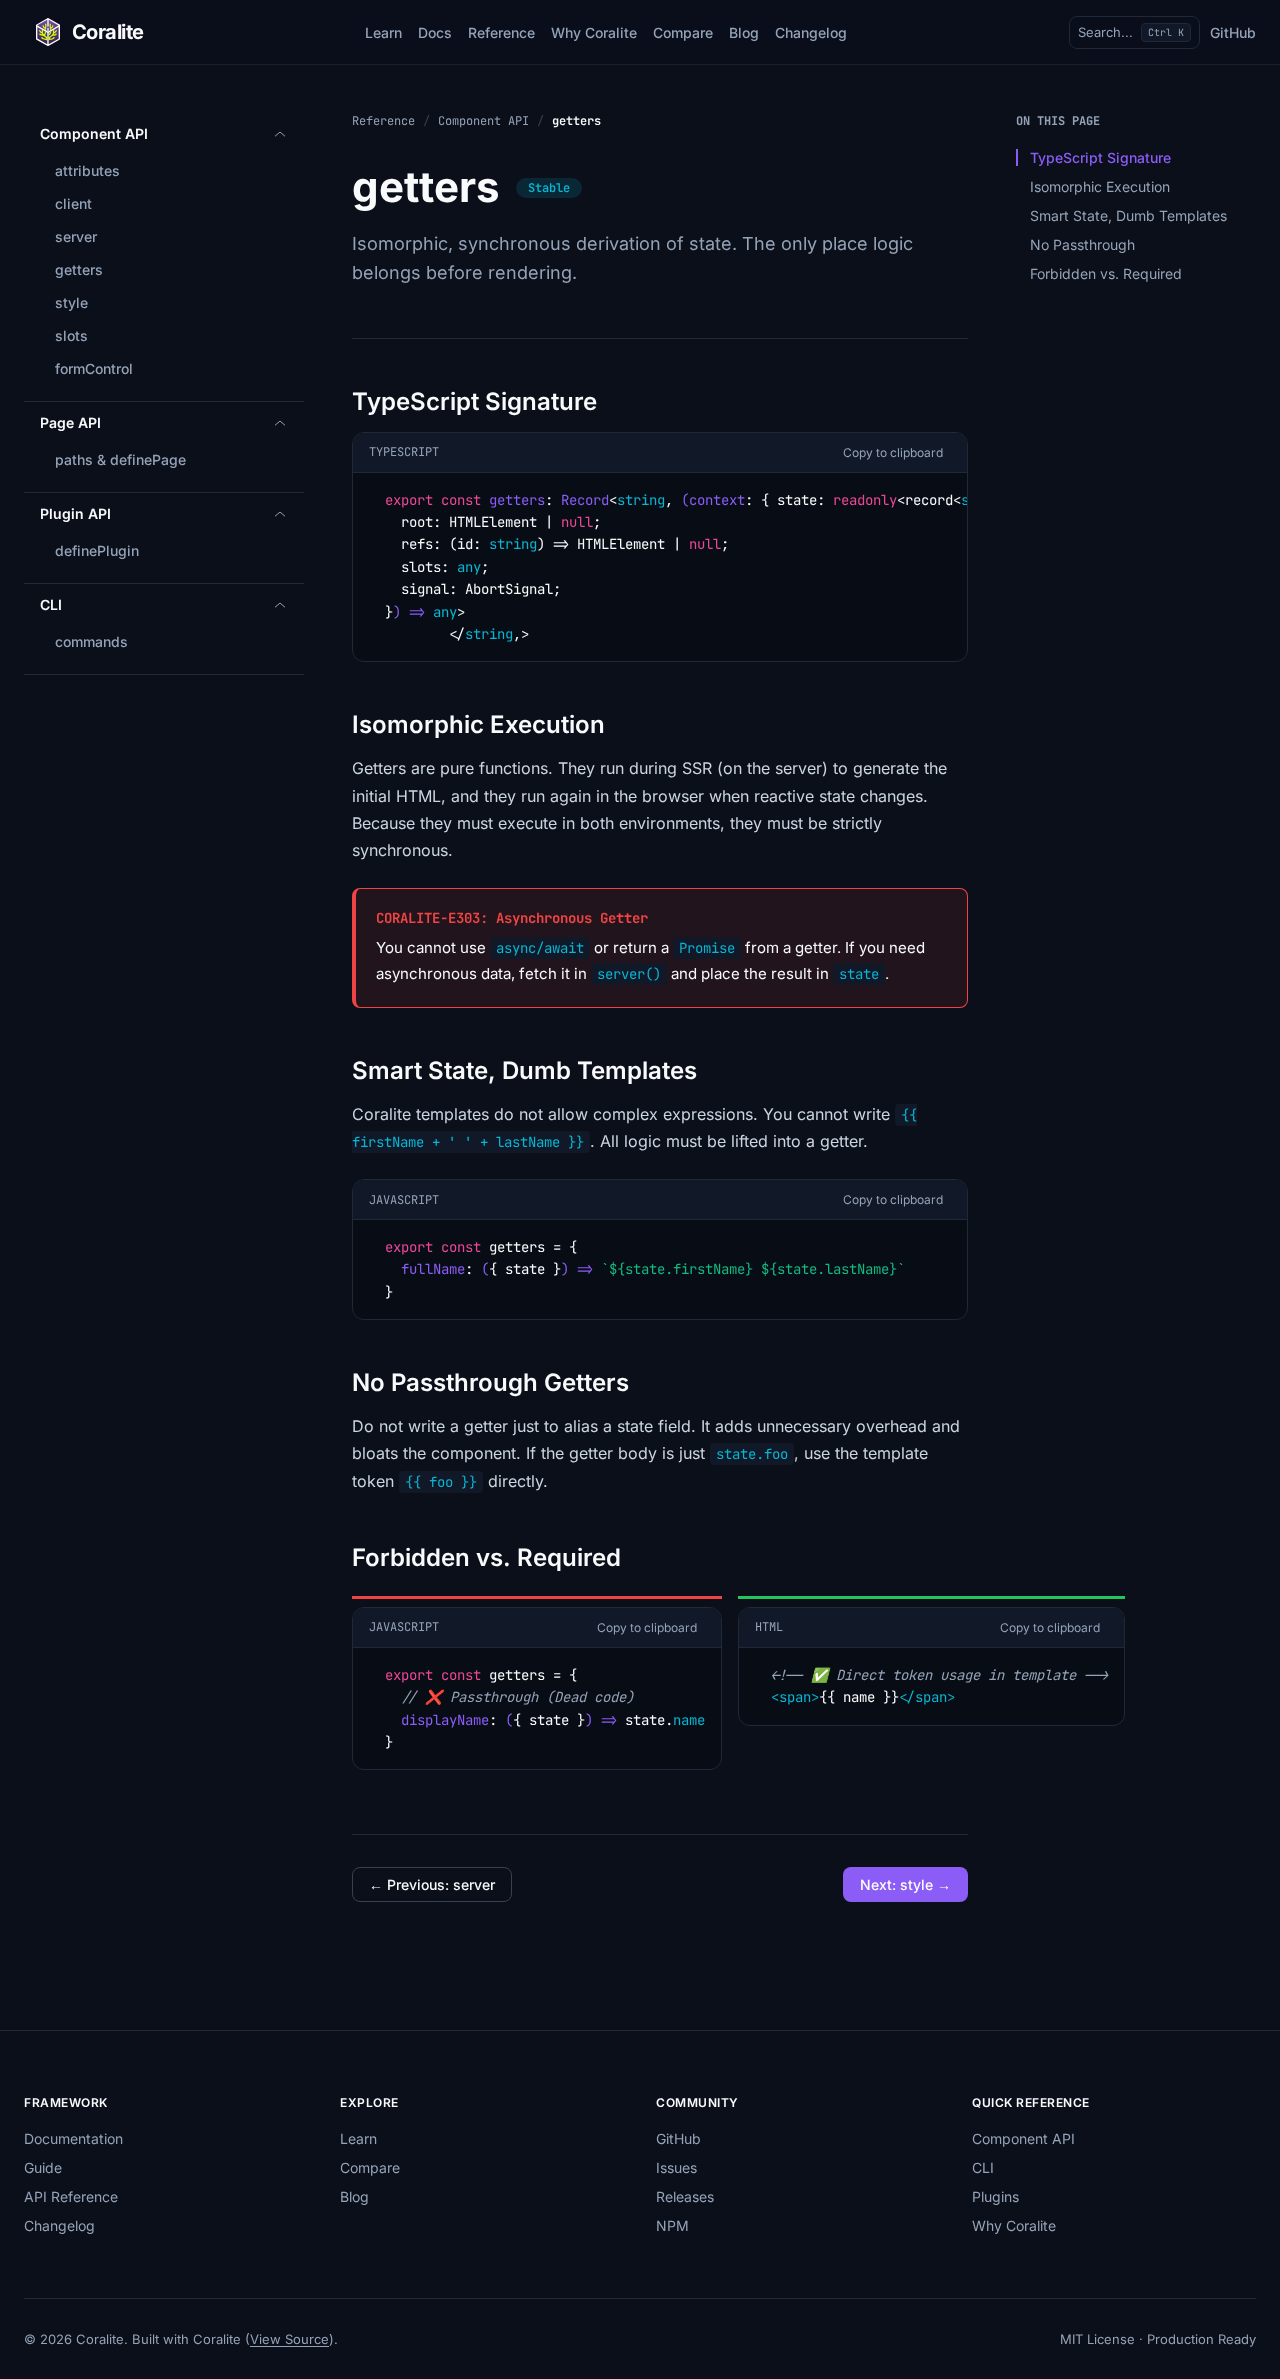 Coralite
Learn Docs Reference Why Coralite Compare Blog Changelog
Search... Ctrl K GitHub
Component API
attributes
client
server
getters
style
slots
formControl
Page API
paths & definePage
Plugin API
definePlugin
CLI
commands
Reference / Component API / getters
getters Stable
Isomorphic, synchronous derivation of state. The only place logic
belongs before rendering.
TypeScript Signature
TYPESCRIPT Copy to clipboard
export const getters: Record<string, (context: { state: readonly<record<s
root: HTMLElement | null;
refs: (id: string) => HTMLElement | null;
slots: any;
signal: AbortSignal;
}) => any>
</string,>
Isomorphic Execution
Getters are pure functions. They run during SSR (on the server) to generate the
initial HTML, and they run again in the browser when reactive state changes.
Because they must execute in both environments, they must be strictly
synchronous.
CORALITE-E303: Asynchronous Getter
You cannot use async/await or return a Promise from a getter. If you need
asynchronous data, fetch it in server() and place the result in state.
Smart State, Dumb Templates
Coralite templates do not allow complex expressions. You cannot write {{
firstName + ' ' + lastName }}. All logic must be lifted into a getter.
JAVASCRIPT Copy to clipboard
export const getters = {
fullName: ({ state }) => `${state.firstName} ${state.lastName}`
}
No Passthrough Getters
Do not write a getter just to alias a state field. It adds unnecessary overhead and
bloats the component. If the getter body is just state.foo, use the template
token {{ foo }} directly.
Forbidden vs. Required
JAVASCRIPT Copy to clipboard
export const getters = {
// ❌ Passthrough (Dead code)
displayName: ({ state }) => state.name
}
HTML Copy to clipboard
<!-- ✅ Direct token usage in template -->
<span>{{ name }}</span>
← Previous: server
Next: style →
ON THIS PAGE
TypeScript Signature
Isomorphic Execution
Smart State, Dumb Templates
No Passthrough
Forbidden vs. Required
FRAMEWORK
Documentation
Guide
API Reference
Changelog
EXPLORE
Learn
Compare
Blog
COMMUNITY
GitHub
Issues
Releases
NPM
QUICK REFERENCE
Component API
CLI
Plugins
Why Coralite
© 2026 Coralite. Built with Coralite (View Source).
MIT License · Production Ready